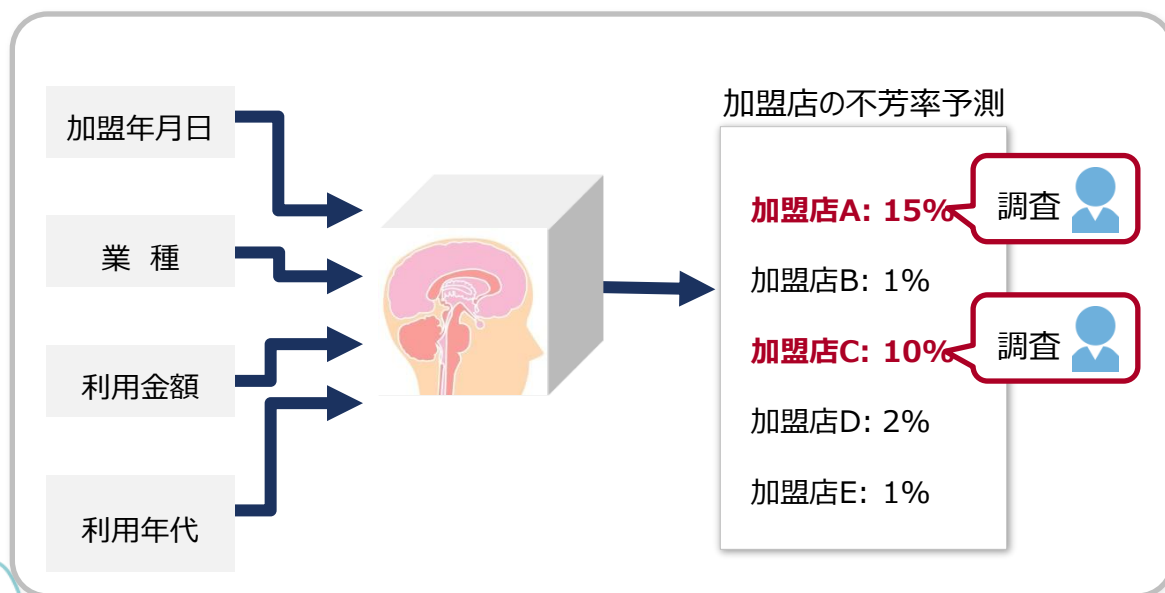 加盟年月日
業 種
利用金額
利用年代
加盟店の不芳率予測
加盟店A: 15%
調査
加盟店B: 1%
加盟店C: 10%
調査
加盟店D: 2%
加盟店E: 1%